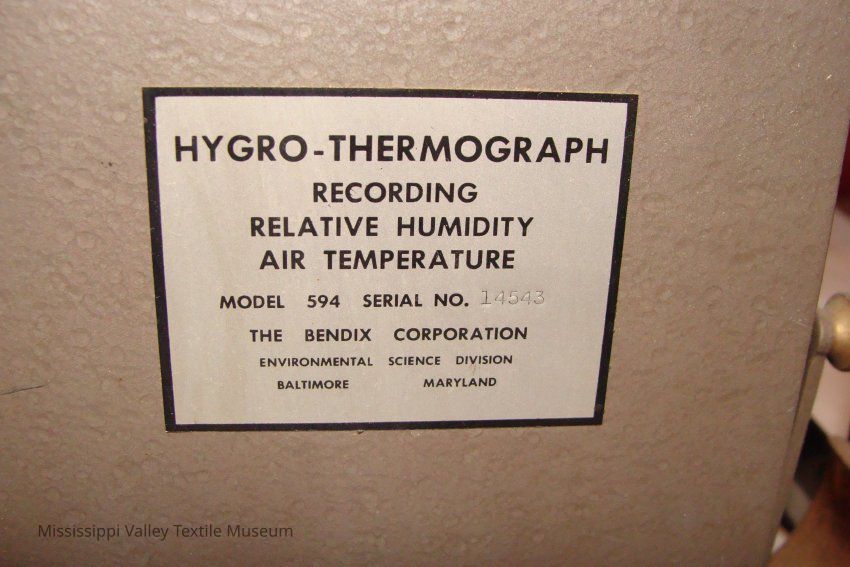 HYGRO-THERMOGRAPH
RECORDING
RELATIVE HUMIDITY
AIR TEMPERATURE
MODEL 594 SERIAL NO. 14543
THE BENDIX CORPORATION
ENVIRONMENTAL SCIENCE DIVISION
BALTIMORE MARYLAND
Mississippi Valley Textile Museum